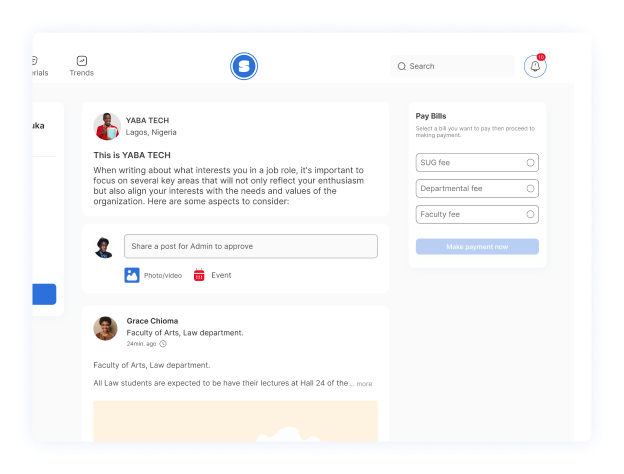 Trends
S
Search
10
YABA TECH
Lagos, Nigeria
This is YABA TECH
When writing about what interests you in a job role, it's important to
focus on several key areas that will not only reflect your enthusiasm
but also align your interests with the needs and values of the
organization. Here are some aspects to consider:
Share a post for Admin to approve
Photo/video
Event
Grace Chioma
Faculty of Arts, Law department.
24min. ago
Faculty of Arts, Law department.
All Law students are expected to be have their lectures at Hall 24 of the... more
Pay Bills
Select a bill you want to pay then proceed to
making payment.
SUG fee
Departmental fee
Faculty fee
Make payment now